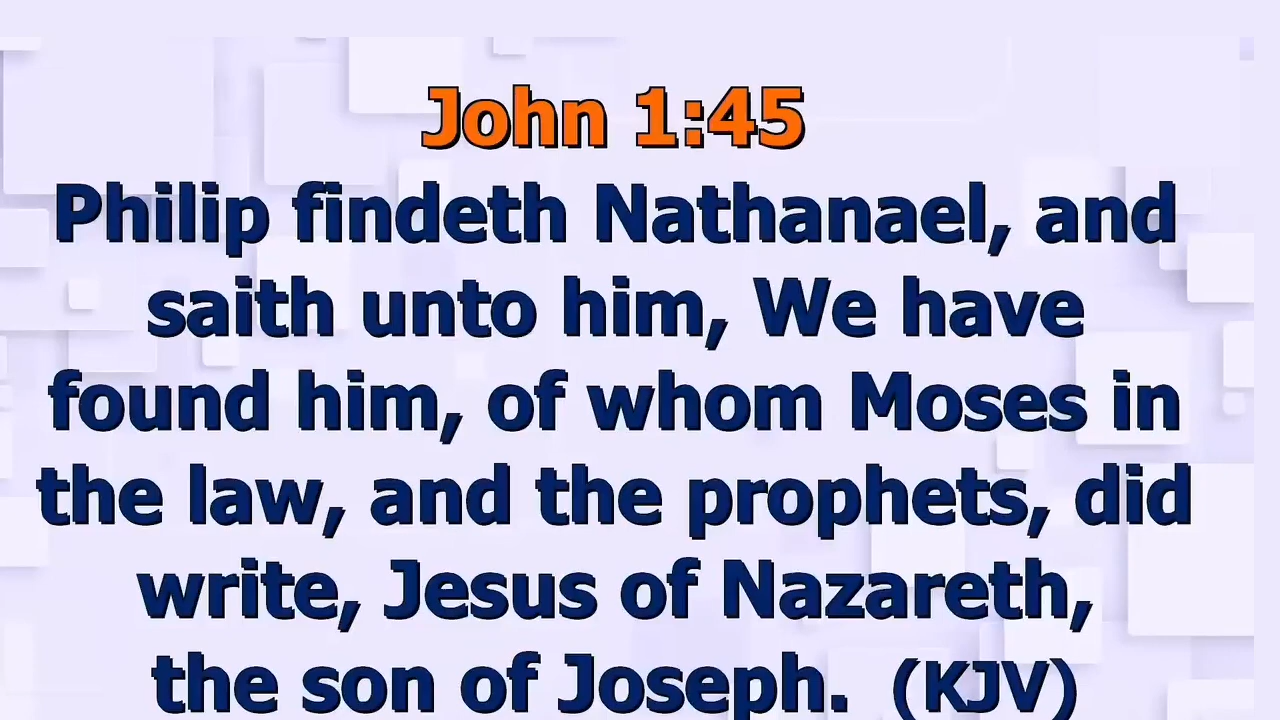 John 1:45
Philip findeth Nathanael, and
saith unto him, We have
found him, of whom Moses in
the law, and the prophets, did
write, Jesus of Nazareth,
the son of Joseph. (KJV)